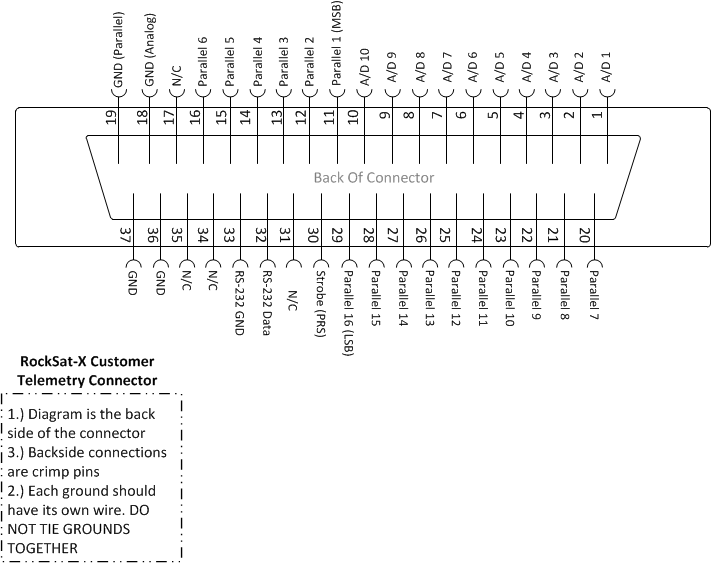 GND (Parallel)
GND (Analog)
N/C
Parallel 6
Parallel 5
Parallel 4
Parallel 3
Parallel 2
Parallel 1 (MSB)
A/D 10
A/D 9
A/D 8
A/D 7
A/D 6
A/D 5
A/D 4
A/D 3
A/D 2
A/D 1
19
18
17
16
15
14
13
12
11
10
9
8
7
6
5
4
3
2
1
Back Of Connector
37
36
35
34
33
32
31
30
29
28
27
26
25
24
23
22
21
20
GND
GND
N/C
N/C
RS-232 GND
RS-232 Data
N/C
Strobe (PRS)
Parallel 16 (LSB)
Parallel 15
Parallel 14
Parallel 13
Parallel 12
Parallel 11
Parallel 10
Parallel 9
Parallel 8
Parallel 7
RockSat-X Customer
Telemetry Connector
1.) Diagram is the back
side of the connector
3.) Backside connections
are crimp pins
2.) Each ground should
have its own wire. DO
NOT TIE GROUNDS
TOGETHER